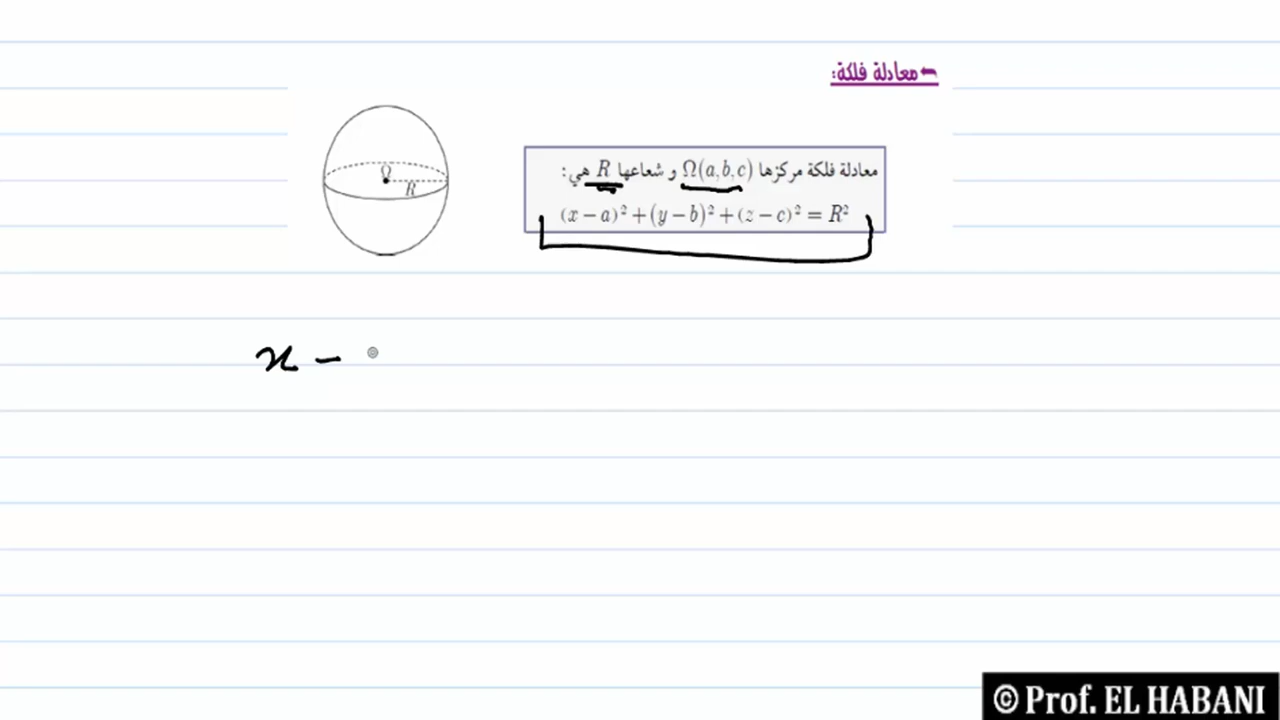 معادلة فلكة:
معادلة فلكة مركزها Ω(a,b,c) و شعاعها R هي:
(x − a)² + (y − b)² + (z − c)² = R²
Ω
R
x −
© Prof. EL HABANI